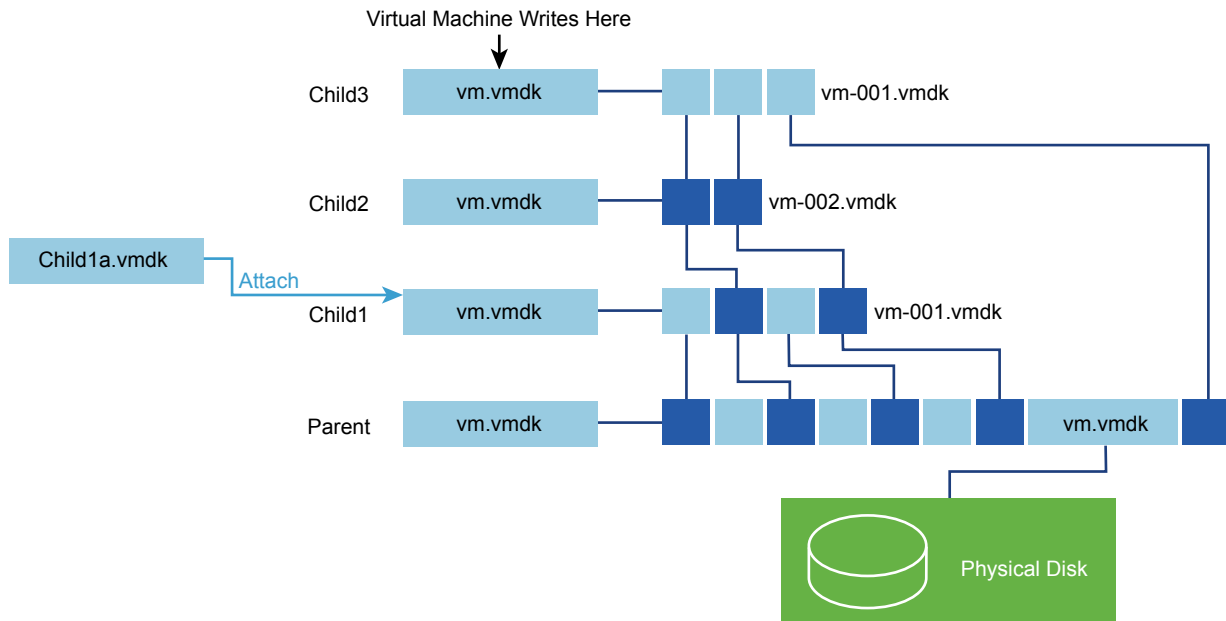 Virtual Machine Writes Here
Child3
vm.vmdk
vm-001.vmdk
Child2
vm.vmdk
vm-002.vmdk
Child1a.vmdk
Attach
Child1
vm.vmdk
vm-001.vmdk
Parent
vm.vmdk
vm.vmdk
Physical Disk